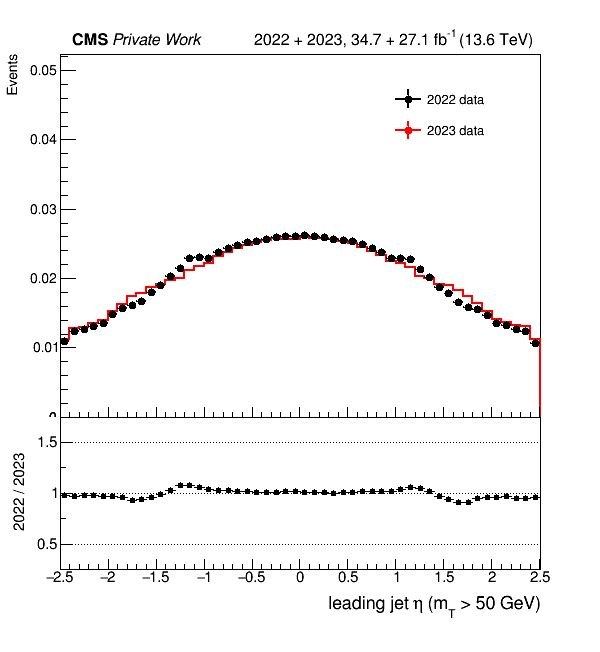 CMS Private Work 2022 + 2023, 34.7 + 27.1 fb⁻¹ (13.6 TeV)
Events
0.05
2022 data
2023 data
0.04
0.03
0.02
0.01
0
2022 / 2023
1.5
1
0.5
−2.5 −2 −1.5 −1 −0.5 0 0.5 1 1.5 2 2.5
leading jet η (m_T > 50 GeV)